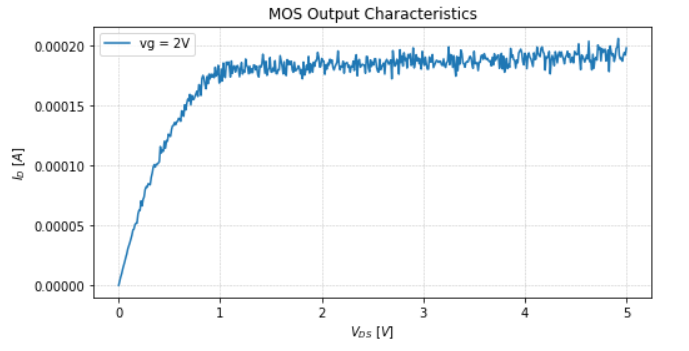 MOS Output Characteristics
vg = 2V
0.00020
0.00015
0.00010
0.00005
0.00000
I_D [A]
0 1 2 3 4 5
V_DS [V]